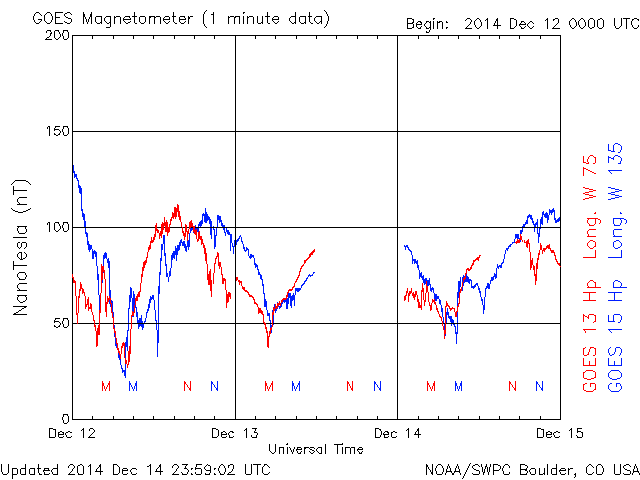 GOES Magnetometer (1 minute data)
Begin: 2014 Dec 12 0000 UTC
200
150
100
50
0
NanoTesla (nT)
M M N N M M N N M M N N
Dec 12 Dec 13 Dec 14 Dec 15
Universal Time
GOES 13 Hp Long. W 75
GOES 15 Hp Long. W 135
Updated 2014 Dec 14 23:59:02 UTC
NOAA/SWPC Boulder, CO USA